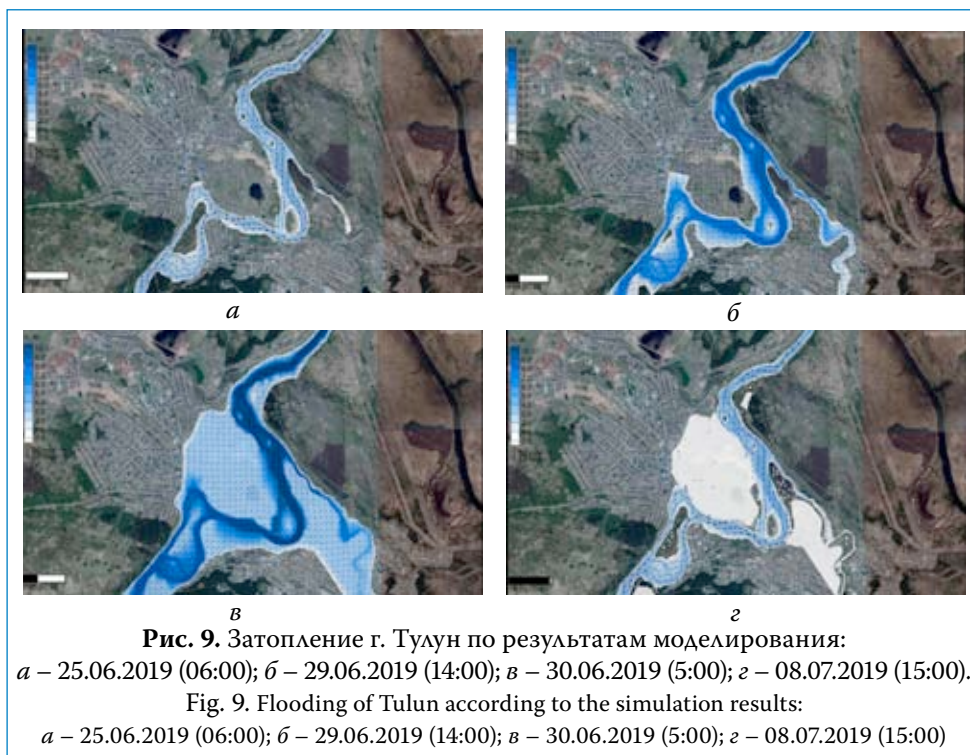 а
б
в
г
Рис. 9. Затопление г. Тулун по результатам моделирования:
а – 25.06.2019 (06:00); б – 29.06.2019 (14:00); в – 30.06.2019 (5:00); г – 08.07.2019 (15:00).
Fig. 9. Flooding of Tulun according to the simulation results:
а – 25.06.2019 (06:00); б – 29.06.2019 (14:00); в – 30.06.2019 (5:00); г – 08.07.2019 (15:00)